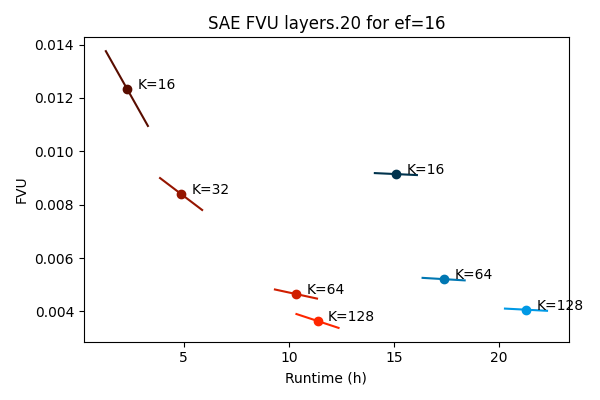 SAE FVU layers.20 for ef=16
0.014
K=16
0.012
0.010
K=16
K=32
0.008
FVU
0.006
K=64
K=64
K=128
0.004
K=128
5
10
15
20
Runtime (h)